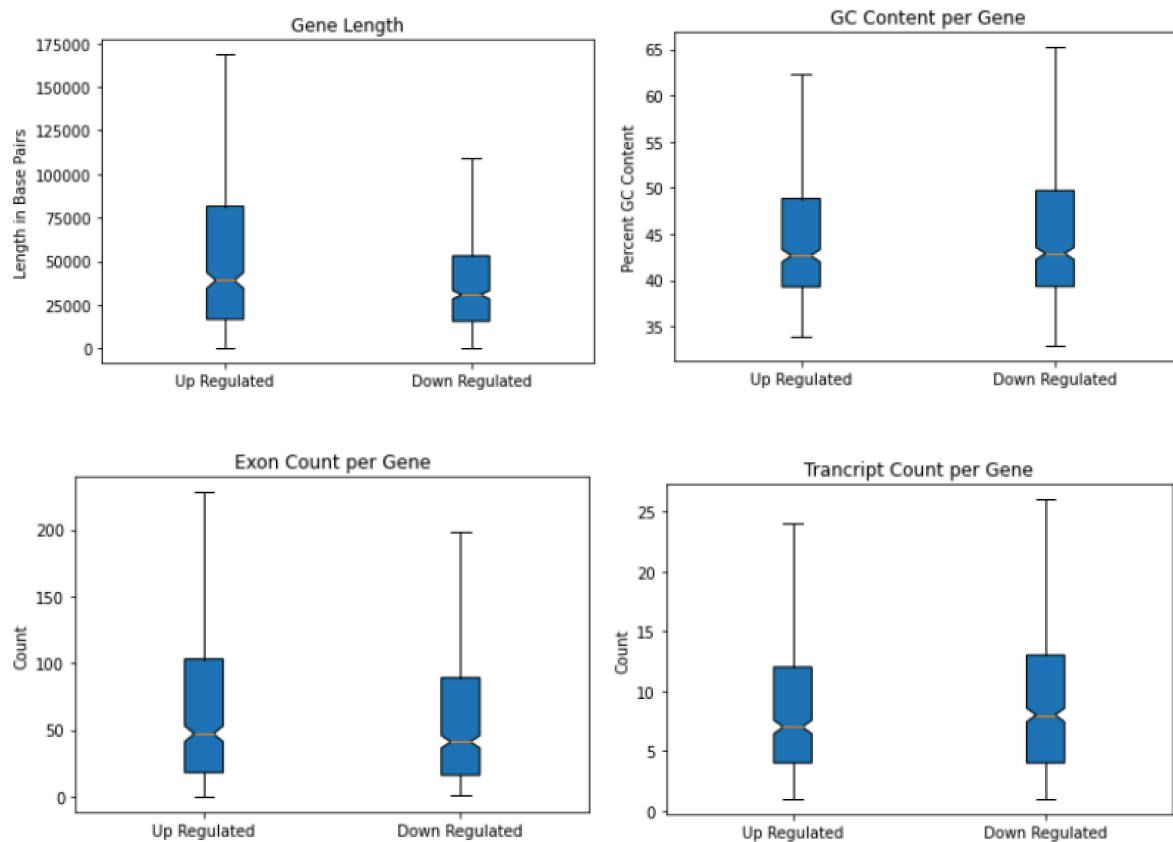 Gene Length
175000
150000
125000
100000
75000
50000
25000
0
Length in Base Pairs
Up Regulated
Down Regulated
GC Content per Gene
65
60
55
50
45
40
35
Percent GC Content
Up Regulated
Down Regulated
Exon Count per Gene
200
150
100
50
0
Count
Up Regulated
Down Regulated
Trancript Count per Gene
25
20
15
10
5
0
Count
Up Regulated
Down Regulated